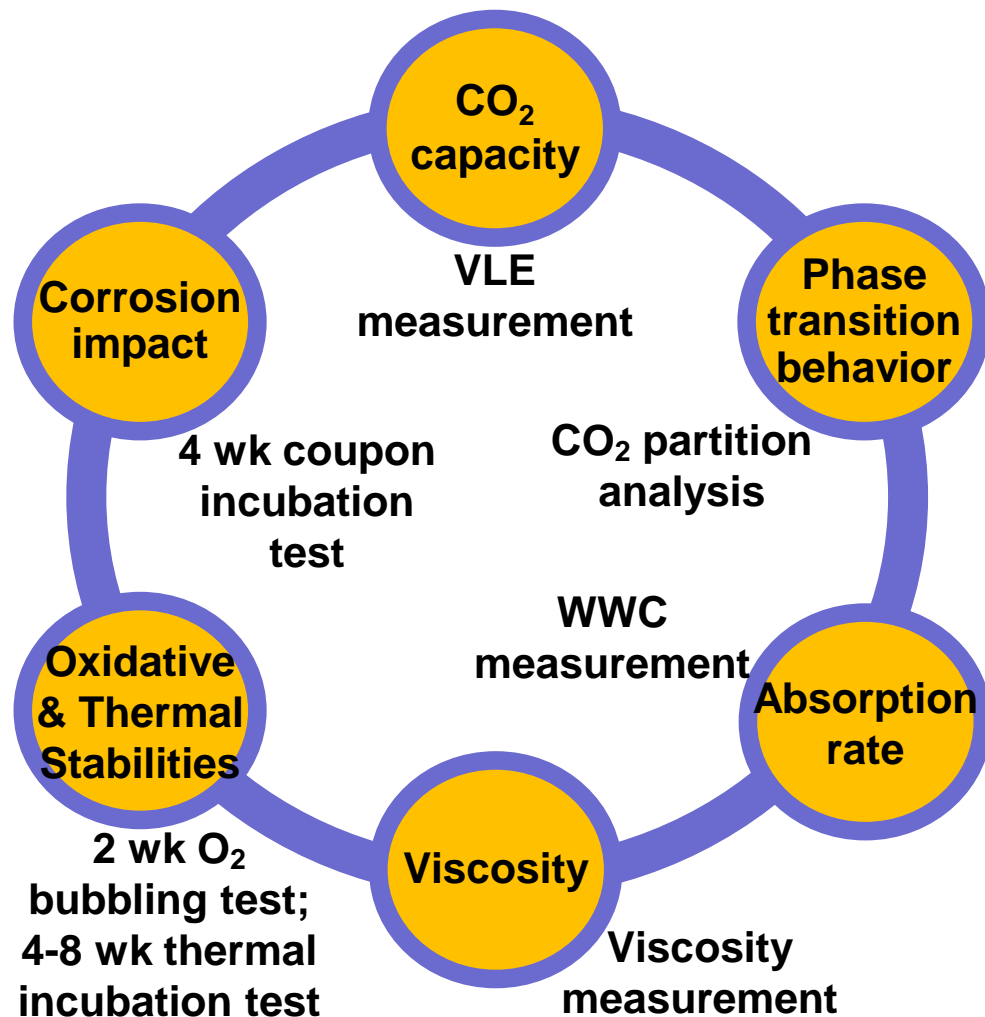 CO₂
capacity
VLE
measurement
Phase
transition
behavior
CO₂ partition
analysis
Absorption
rate
WWC
measurement
Viscosity
Viscosity
measurement
Oxidative
& Thermal
Stabilities
2 wk O₂
bubbling test;
4-8 wk thermal
incubation test
Corrosion
impact
4 wk coupon
incubation
test